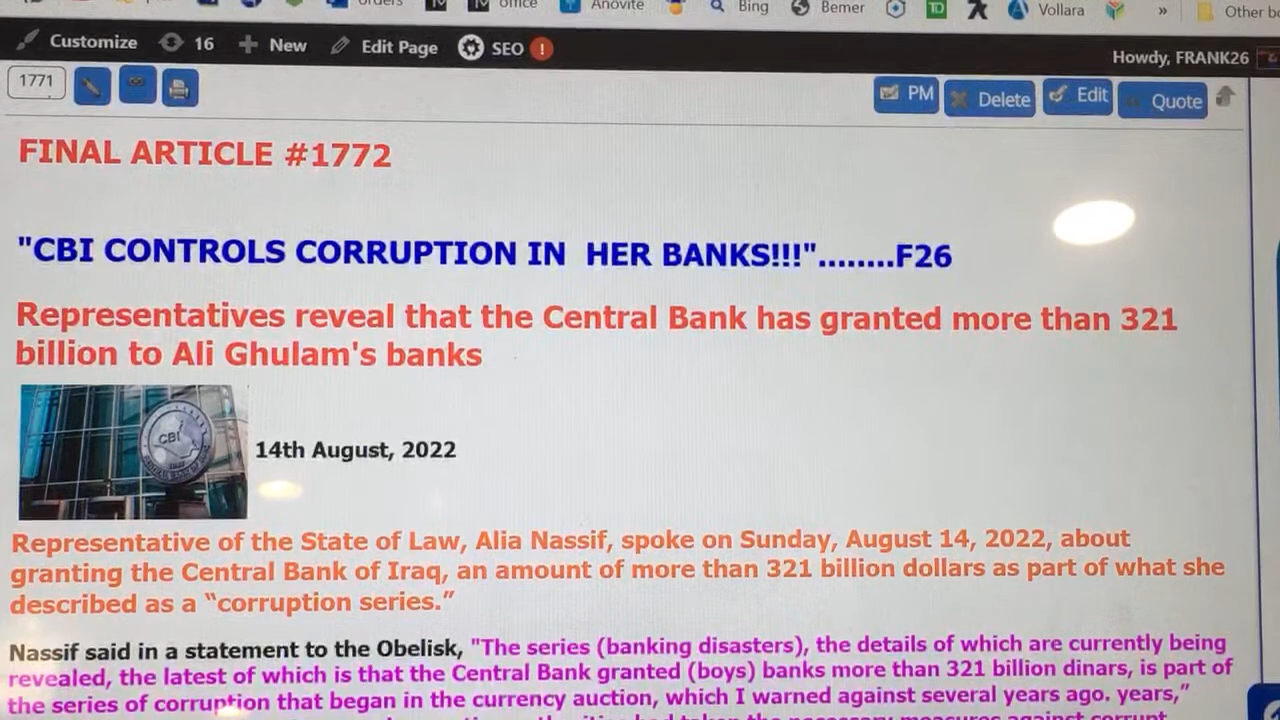 orders office Anovite Bing Bemer TD Vollara » Other bo
Customize 16 + New Edit Page SEO ! Howdy, FRANK26
1771 PM Delete Edit Quote
FINAL ARTICLE #1772
"CBI CONTROLS CORRUPTION IN HER BANKS!!!"........F26
Representatives reveal that the Central Bank has granted more than 321
billion to Ali Ghulam's banks
CBI
14th August, 2022
Representative of the State of Law, Alia Nassif, spoke on Sunday, August 14, 2022, about
granting the Central Bank of Iraq, an amount of more than 321 billion dollars as part of what she
described as a “corruption series.”
Nassif said in a statement to the Obelisk, "The series (banking disasters), the details of which are currently being
revealed, the latest of which is that the Central Bank granted (boys) banks more than 321 billion dinars, is part of
the series of corruption that began in the currency auction, which I warned against several years ago. years,”